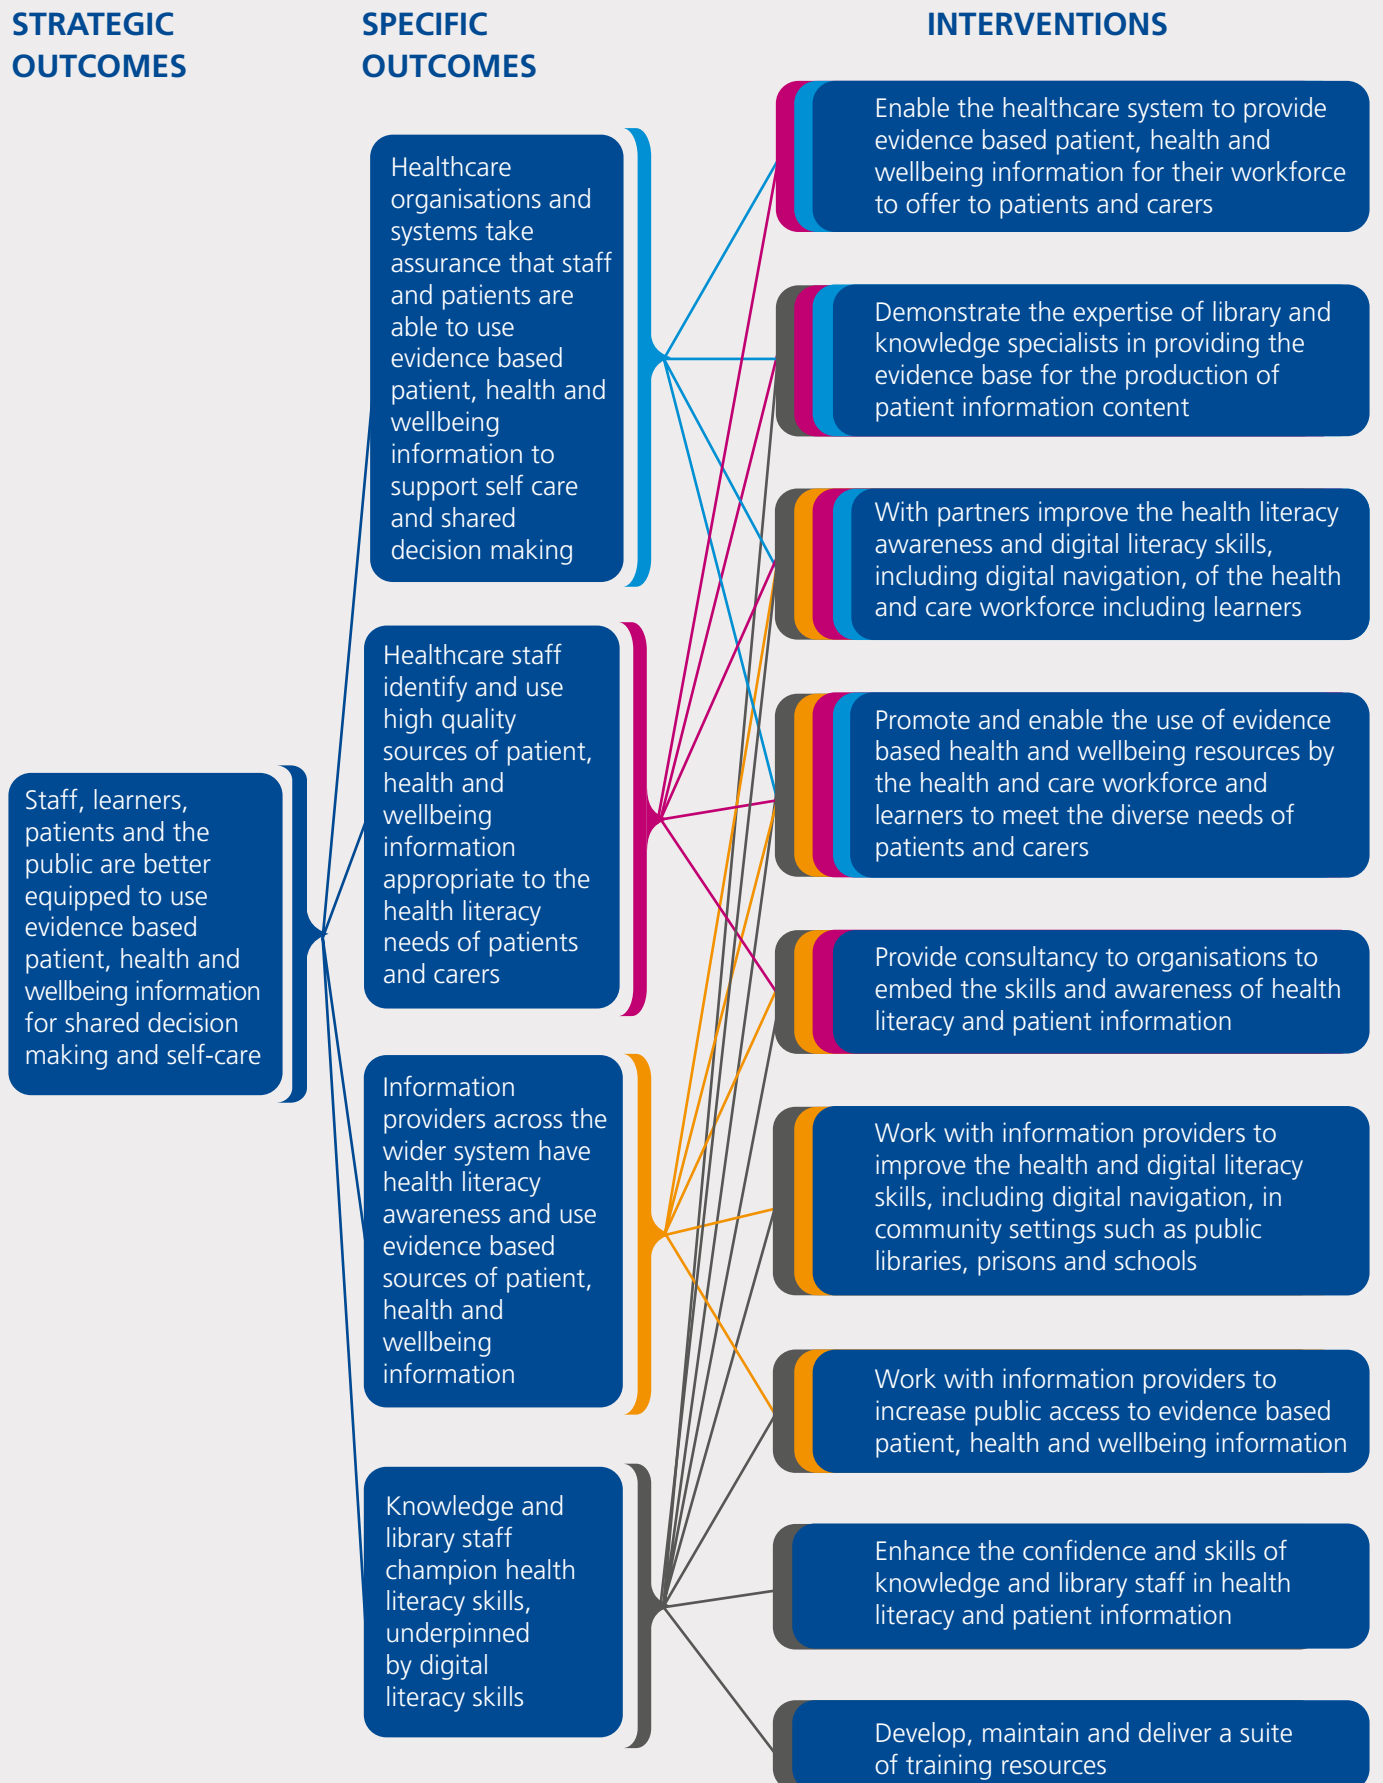 STRATEGIC
OUTCOMES
SPECIFIC
OUTCOMES
INTERVENTIONS
Staff, learners,
patients and the
public are better
equipped to use
evidence based
patient, health and
wellbeing information
for shared decision
making and self-care
Healthcare
organisations and
systems take
assurance that staff
and patients are
able to use
evidence based
patient, health and
wellbeing
information to
support self care
and shared
decision making
Healthcare staff
identify and use
high quality
sources of patient,
health and
wellbeing
information
appropriate to the
health literacy
needs of patients
and carers
Information
providers across the
wider system have
health literacy
awareness and use
evidence based
sources of patient,
health and
wellbeing
information
Knowledge and
library staff
champion health
literacy skills,
underpinned
by digital
literacy skills
Enable the healthcare system to provide
evidence based patient, health and
wellbeing information for their workforce
to offer to patients and carers
Demonstrate the expertise of library and
knowledge specialists in providing the
evidence base for the production of
patient information content
With partners improve the health literacy
awareness and digital literacy skills,
including digital navigation, of the health
and care workforce including learners
Promote and enable the use of evidence
based health and wellbeing resources by
the health and care workforce and
learners to meet the diverse needs of
patients and carers
Provide consultancy to organisations to
embed the skills and awareness of health
literacy and patient information
Work with information providers to
improve the health and digital literacy
skills, including digital navigation, in
community settings such as public
libraries, prisons and schools
Work with information providers to
increase public access to evidence based
patient, health and wellbeing information
Enhance the confidence and skills of
knowledge and library staff in health
literacy and patient information
Develop, maintain and deliver a suite
of training resources